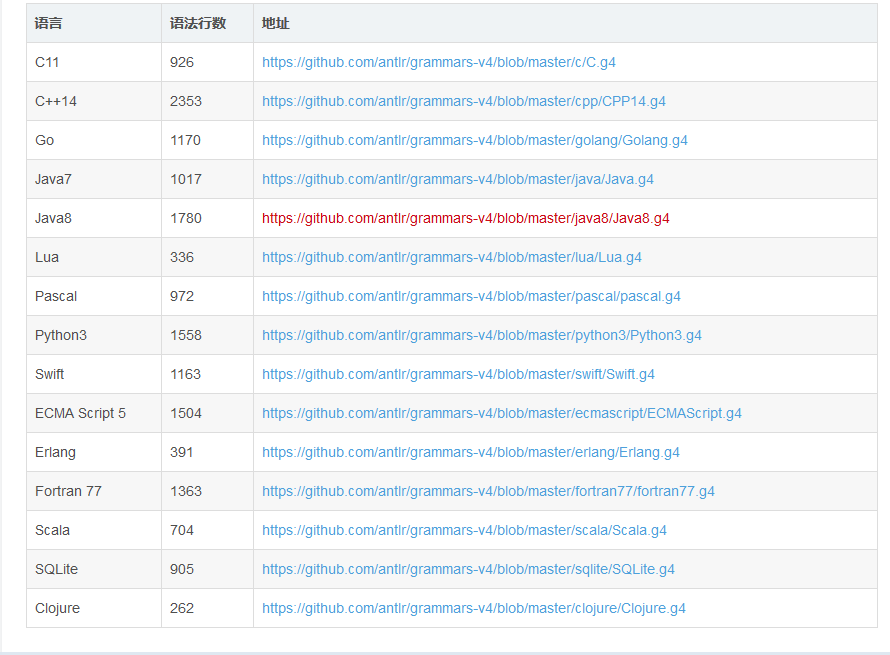 语言 语法行数 地址
C11 926 https://github.com/antlr/grammars-v4/blob/master/c/C.g4
C++14 2353 https://github.com/antlr/grammars-v4/blob/master/cpp/CPP14.g4
Go 1170 https://github.com/antlr/grammars-v4/blob/master/golang/Golang.g4
Java7 1017 https://github.com/antlr/grammars-v4/blob/master/java/Java.g4
Java8 1780 https://github.com/antlr/grammars-v4/blob/master/java8/Java8.g4
Lua 336 https://github.com/antlr/grammars-v4/blob/master/lua/Lua.g4
Pascal 972 https://github.com/antlr/grammars-v4/blob/master/pascal/pascal.g4
Python3 1558 https://github.com/antlr/grammars-v4/blob/master/python3/Python3.g4
Swift 1163 https://github.com/antlr/grammars-v4/blob/master/swift/Swift.g4
ECMA Script 5 1504 https://github.com/antlr/grammars-v4/blob/master/ecmascript/ECMAScript.g4
Erlang 391 https://github.com/antlr/grammars-v4/blob/master/erlang/Erlang.g4
Fortran 77 1363 https://github.com/antlr/grammars-v4/blob/master/fortran77/fortran77.g4
Scala 704 https://github.com/antlr/grammars-v4/blob/master/scala/Scala.g4
SQLite 905 https://github.com/antlr/grammars-v4/blob/master/sqlite/SQLite.g4
Clojure 262 https://github.com/antlr/grammars-v4/blob/master/clojure/Clojure.g4